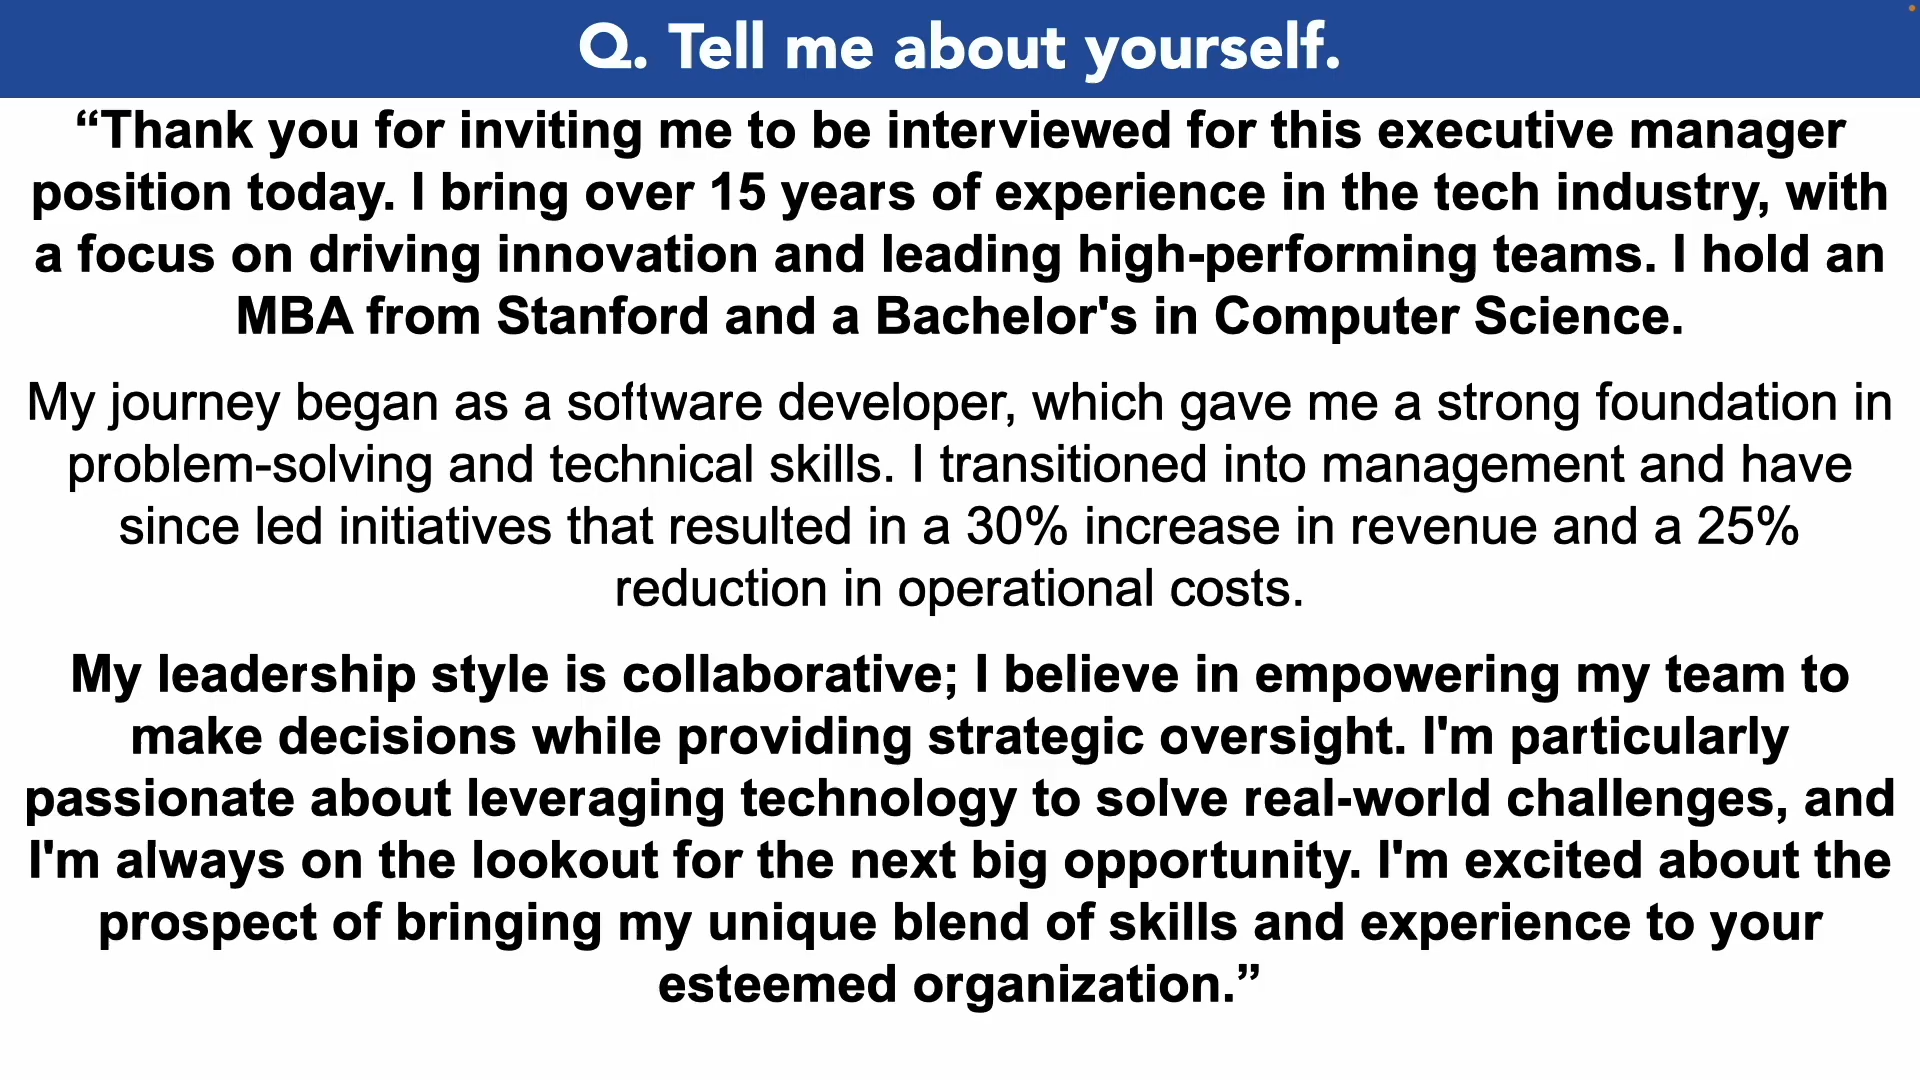 Q. Tell me about yourself.
“Thank you for inviting me to be interviewed for this executive manager
position today. I bring over 15 years of experience in the tech industry, with
a focus on driving innovation and leading high-performing teams. I hold an
MBA from Stanford and a Bachelor's in Computer Science.
My journey began as a software developer, which gave me a strong foundation in
problem-solving and technical skills. I transitioned into management and have
since led initiatives that resulted in a 30% increase in revenue and a 25%
reduction in operational costs.
My leadership style is collaborative; I believe in empowering my team to
make decisions while providing strategic oversight. I'm particularly
passionate about leveraging technology to solve real-world challenges, and
I'm always on the lookout for the next big opportunity. I'm excited about the
prospect of bringing my unique blend of skills and experience to your
esteemed organization.”